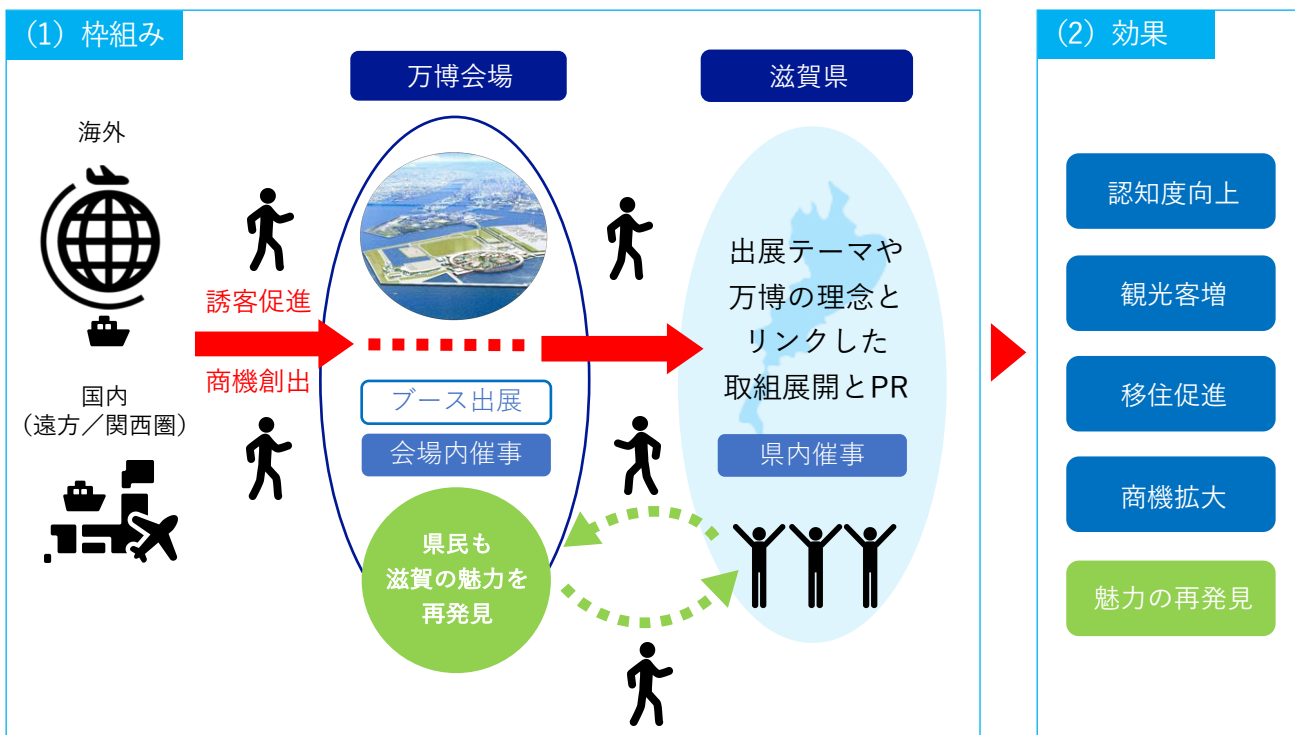 (1) 枠組み
海外
国内
（遠方／関西圏）
誘客促進
商機創出
万博会場
ブース出展
会場内催事
県民も
滋賀の魅力を
再発見
滋賀県
出展テーマや
万博の理念と
リンクした
取組展開とPR
県内催事
(2) 効果
認知度向上
観光客増
移住促進
商機拡大
魅力の再発見